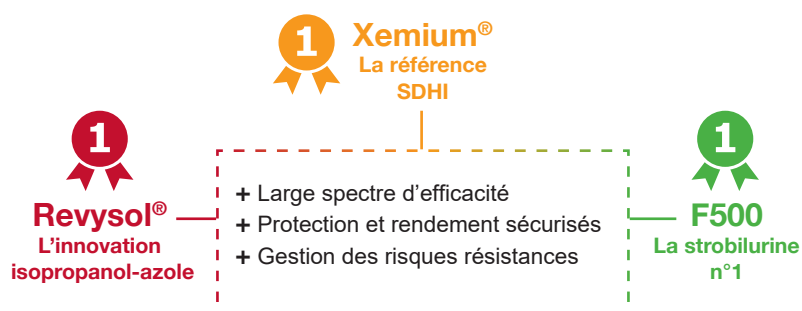 1
Xemium®
La référence
SDHI
1
Revysol®
L'innovation
isopropanol-azole
+ Large spectre d'efficacité
+ Protection et rendement sécurisés
+ Gestion des risques résistances
1
F500
La strobilurine
n°1